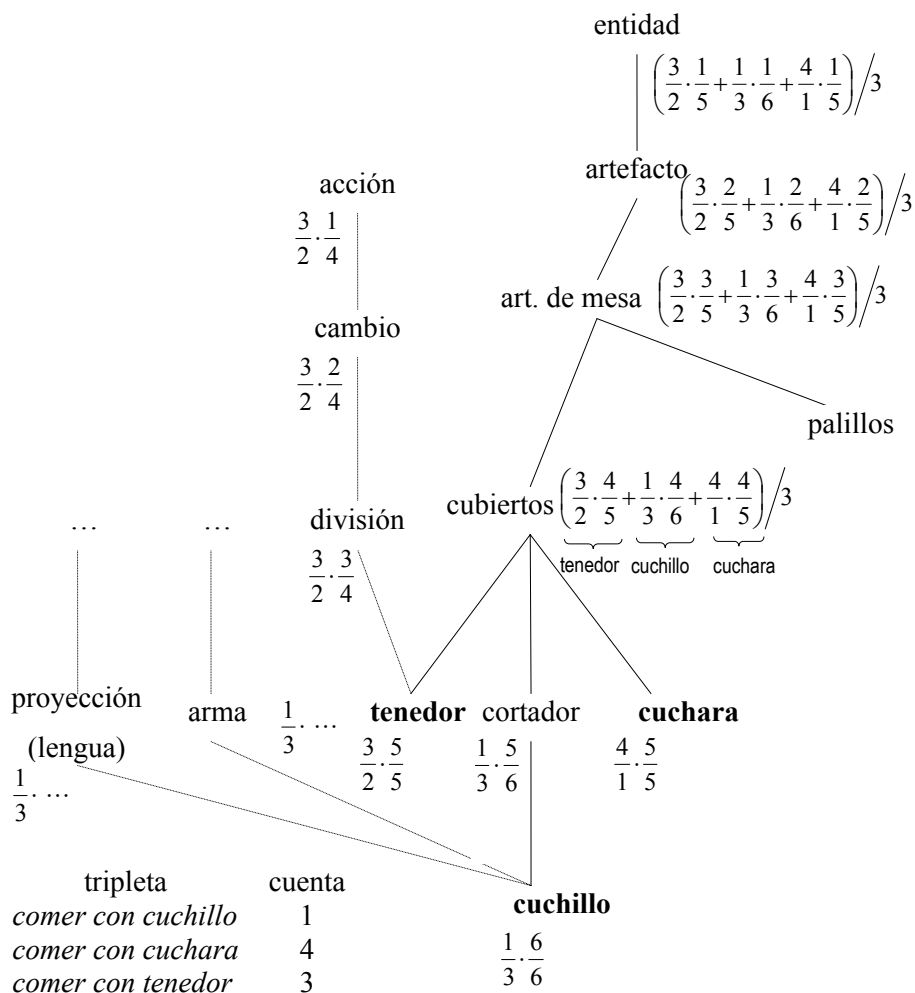 entidad
(3/2·1/5+1/3·1/6+4/1·1/5)/3
artefacto
(3/2·2/5+1/3·2/6+4/1·2/5)/3
acción
3/2·1/4
art. de mesa (3/2·3/5+1/3·3/6+4/1·3/5)/3
cambio
3/2·2/4
palillos
cubiertos (3/2·4/5+1/3·4/6+4/1·4/5)/3
tenedor cuchillo cuchara
... ... división
3/2·3/4
proyección
(lengua)
1/3· ...
arma 1/3· ...
tenedor cortador cuchara
3/2·5/5 1/3·5/6 4/1·5/5
cuchillo
1/3·6/6
tripleta cuenta
comer con cuchillo 1
comer con cuchara 4
comer con tenedor 3